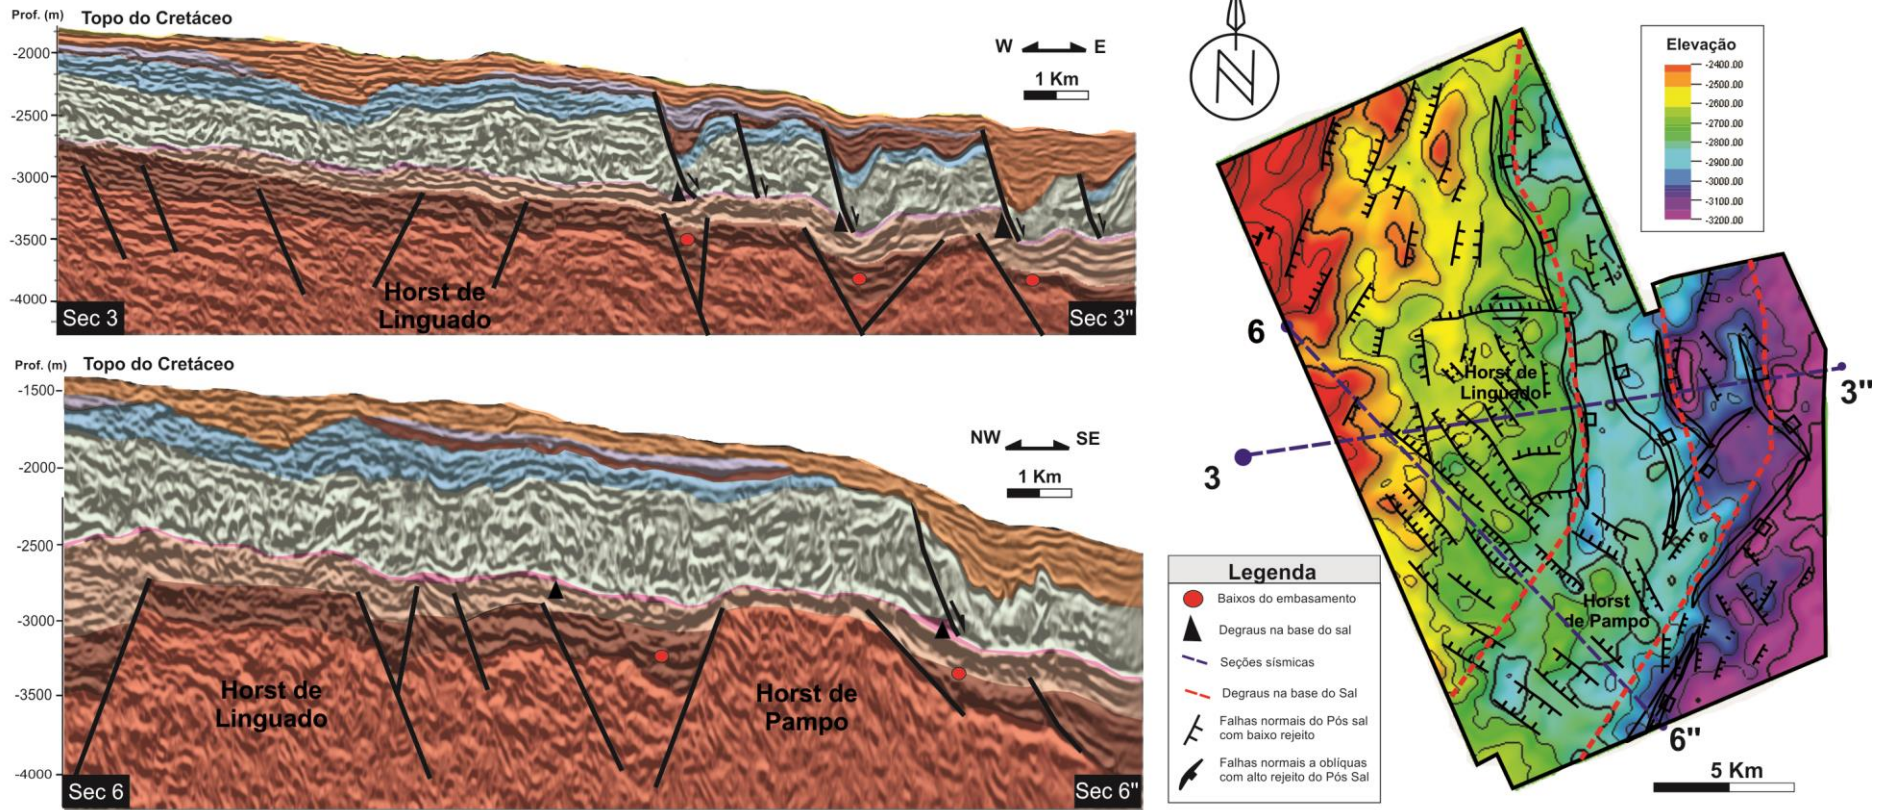 Prof. (m) Topo do Cretáceo
-2000
-2500
-3000
-3500
-4000
W E
1 Km
Horst de
Linguado
Sec 3
Sec 3"
Prof. (m) Topo do Cretáceo
-1500
-2000
-2500
-3000
-3500
-4000
NW SE
1 Km
Horst de
Linguado
Horst de
Pampo
Sec 6
Sec 6"
N
Elevação
-2400.00
-2500.00
-2600.00
-2700.00
-2800.00
-2900.00
-3000.00
-3100.00
-3200.00
6
3
3"
6"
Horst de
Linguado
Horst
de Pampo
5 Km
Legenda
Baixos do embasamento
Degraus na base do sal
Seções sísmicas
Degraus na base do Sal
Falhas normais do Pós sal
com baixo rejeito
Falhas normais a oblíquas
com alto rejeito do Pós Sal